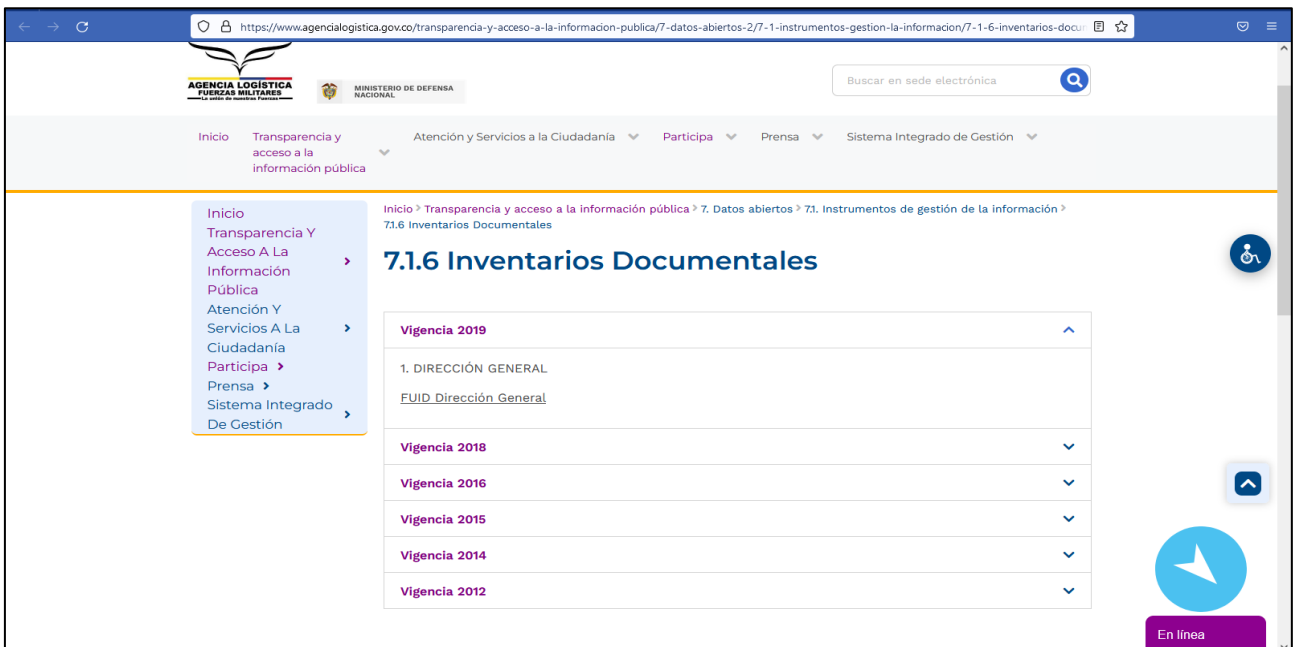 https://www.agencialogistica.gov.co/transparencia-y-acceso-a-la-informacion-publica/7-datos-abiertos-2/7-1-instrumentos-gestion-la-informacion/7-1-6-inventarios-docu
AGENCIA LOGÍSTICA
FUERZAS MILITARES
La unión de nuestras Fuerzas
MINISTERIO DE DEFENSA
NACIONAL
Buscar en sede electrónica
Inicio
Transparencia y
acceso a la
información pública
Atención y Servicios a la Ciudadanía
Participa
Prensa
Sistema Integrado de Gestión
Inicio
Transparencia Y
Acceso A La
Información
Pública
Atención Y
Servicios A La
Ciudadanía
Participa
Prensa
Sistema Integrado
De Gestión
Inicio > Transparencia y acceso a la información pública > 7. Datos abiertos > 7.1. Instrumentos de gestión de la información >
7.1.6 Inventarios Documentales
7.1.6 Inventarios Documentales
Vigencia 2019
1. DIRECCIÓN GENERAL
FUID Dirección General
Vigencia 2018
Vigencia 2016
Vigencia 2015
Vigencia 2014
Vigencia 2012
En línea